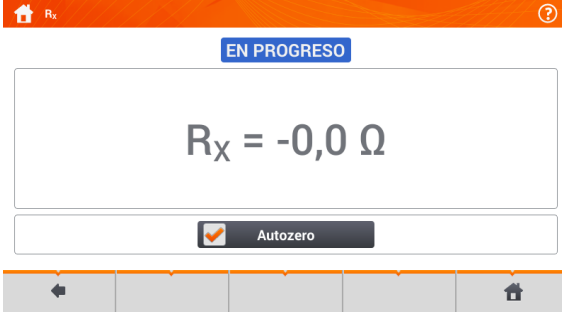 Rx
?
EN PROGRESO
Rx = -0,0 Ω
Autozero